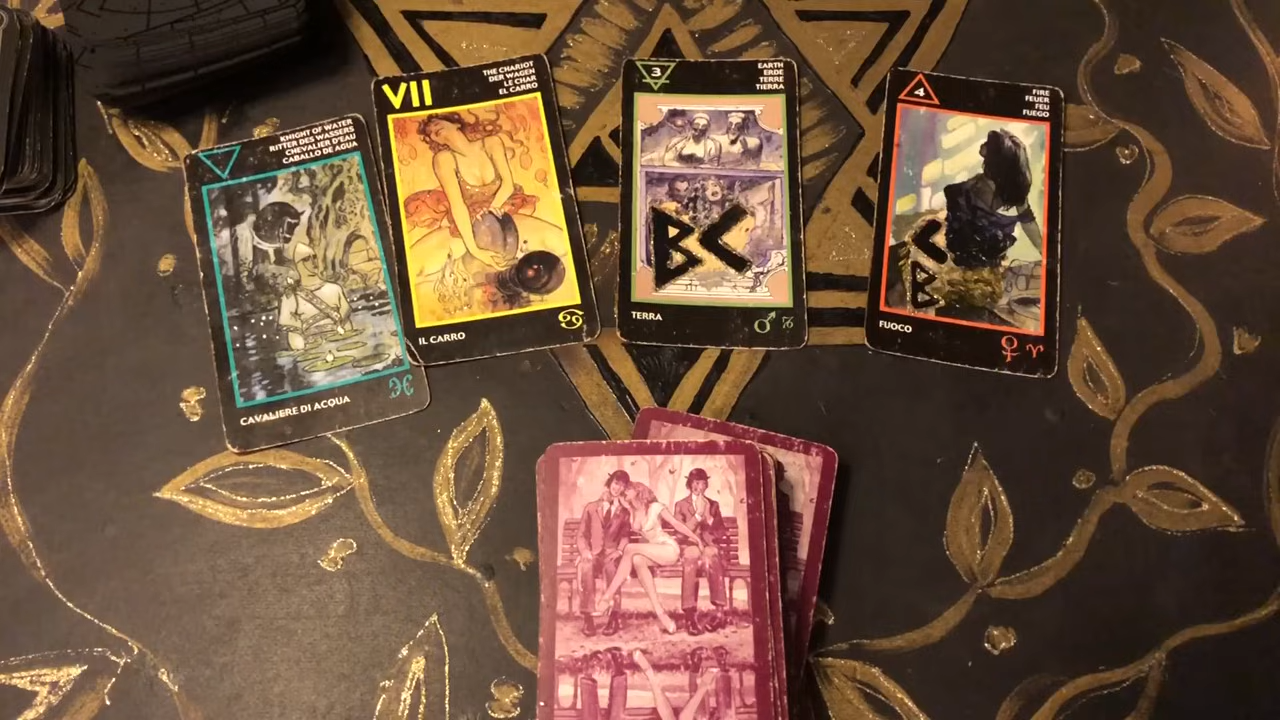 KNIGHT OF WATER
RITTER DES WASSERS
CHEVALIER D'EAU
CABALLO DE AGUA
CAVALIERE DI ACQUA
VII
THE CHARIOT
DER WAGEN
LE CHAR
EL CARRO
IL CARRO
3
EARTH
ERDE
TERRE
TIERRA
BC
TERRA
4
FIRE
FEUER
FEU
FUEGO
C
B
FUOCO